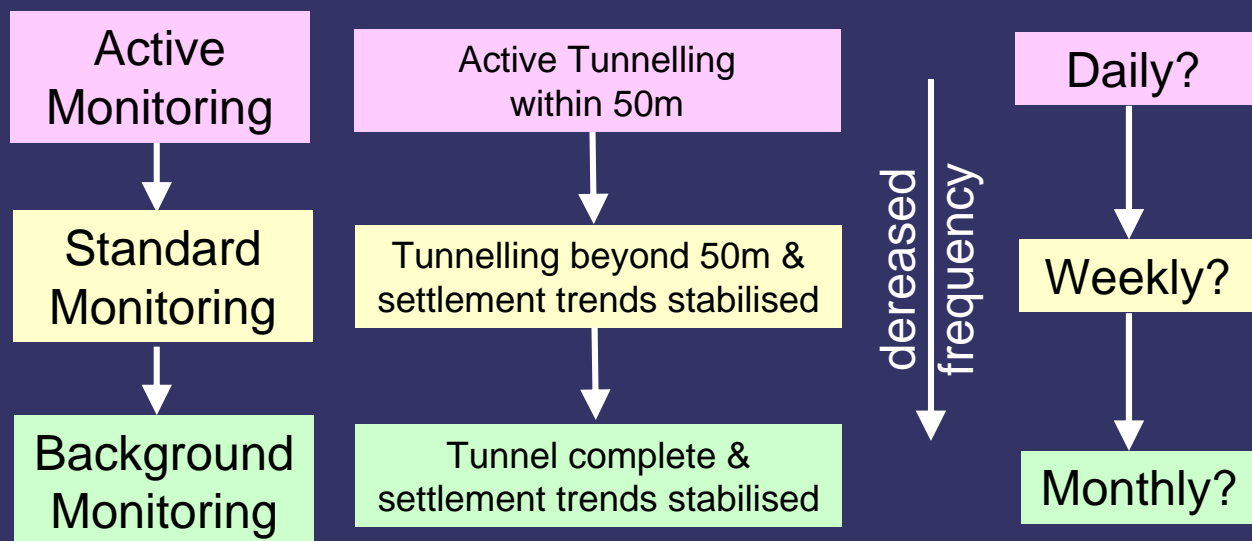 Active
Monitoring
Active Tunnelling
within 50m
Daily?
Standard
Monitoring
Tunnelling beyond 50m &
settlement trends stabilised
dereased
frequency
Weekly?
Background
Monitoring
Tunnel complete &
settlement trends stabilised
Monthly?